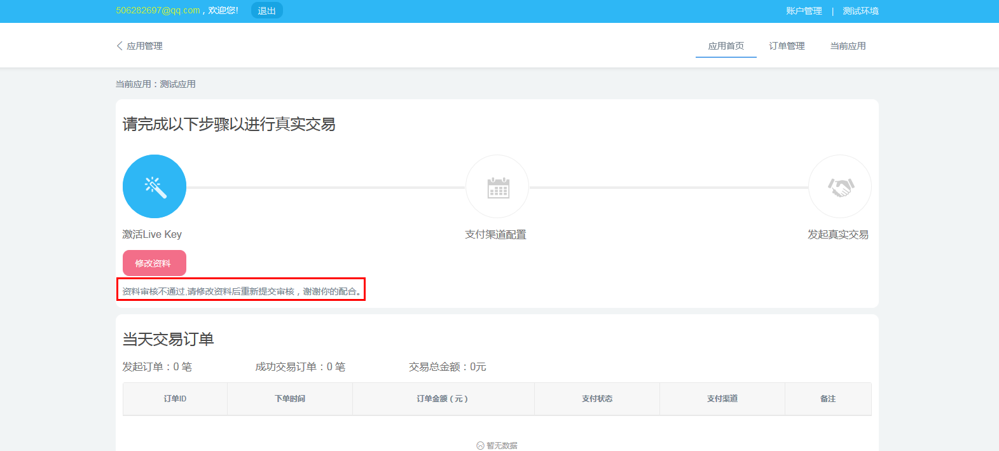 506282697@qq.com，欢迎您! 退出 账户管理 | 测试环境
应用管理 应用首页 订单管理 当前应用
当前应用：测试应用
请完成以下步骤以进行真实交易
激活Live Key 支付渠道配置 发起真实交易
修改资料
资料审核不通过,请修改资料后重新提交审核，谢谢你的配合。
当天交易订单
发起订单：0 笔 成功交易订单：0 笔 交易总金额：0元
订单ID 下单时间 订单金额（元） 支付状态 支付渠道 备注
暂无数据